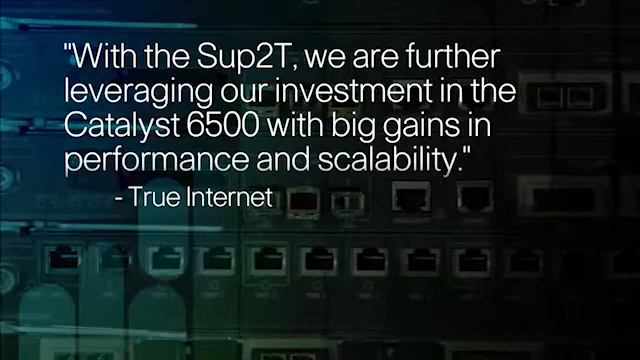 "With the Sup2T, we are further
leveraging our investment in the
Catalyst 6500 with big gains in
performance and scalability."
- True Internet